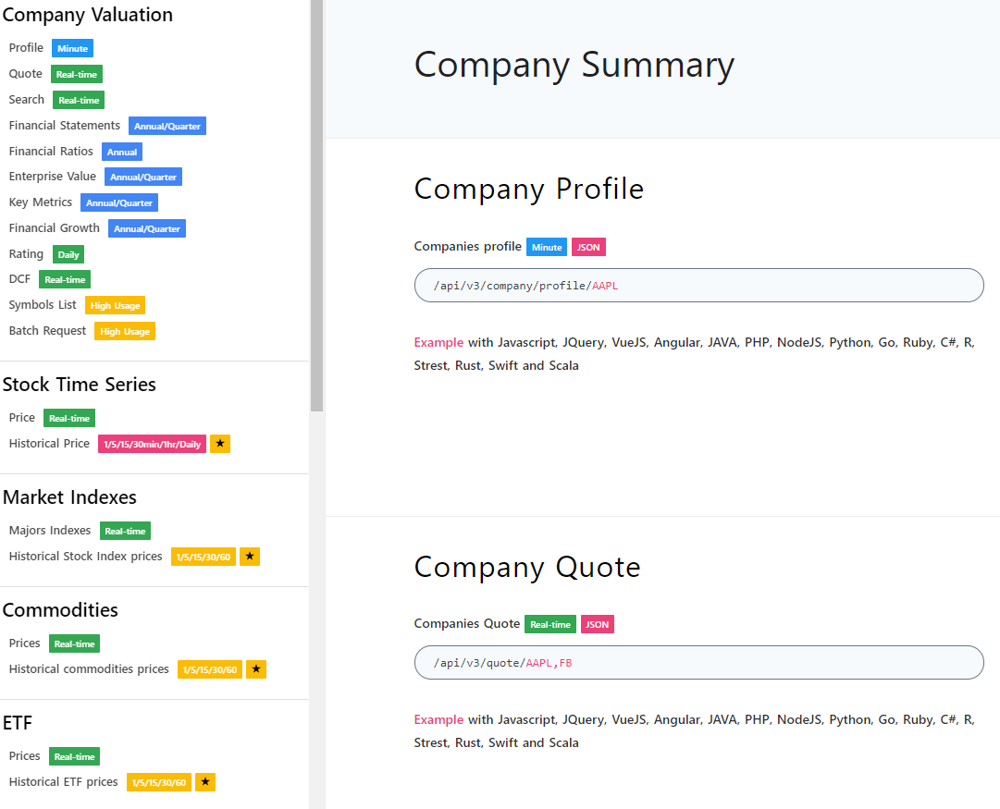 Company Valuation
Profile Minute
Quote Real-time
Search Real-time
Financial Statements Annual/Quarter
Financial Ratios Annual
Enterprise Value Annual/Quarter
Key Metrics Annual/Quarter
Financial Growth Annual/Quarter
Rating Daily
DCF Real-time
Symbols List High Usage
Batch Request High Usage
Stock Time Series
Price Real-time
Historical Price 1/5/15/30min/1hr/Daily ★
Market Indexes
Majors Indexes Real-time
Historical Stock Index prices 1/5/15/30/60 ★
Commodities
Prices Real-time
Historical commodities prices 1/5/15/30/60 ★
ETF
Prices Real-time
Historical ETF prices 1/5/15/30/60 ★
Company Summary
Company Profile
Companies profile Minute JSON
/api/v3/company/profile/AAPL
Example with Javascript, JQuery, VueJS, Angular, JAVA, PHP, NodeJS, Python, Go, Ruby, C#, R,
Strest, Rust, Swift and Scala
Company Quote
Companies Quote Real-time JSON
/api/v3/quote/AAPL,FB
Example with Javascript, JQuery, VueJS, Angular, JAVA, PHP, NodeJS, Python, Go, Ruby, C#, R,
Strest, Rust, Swift and Scala